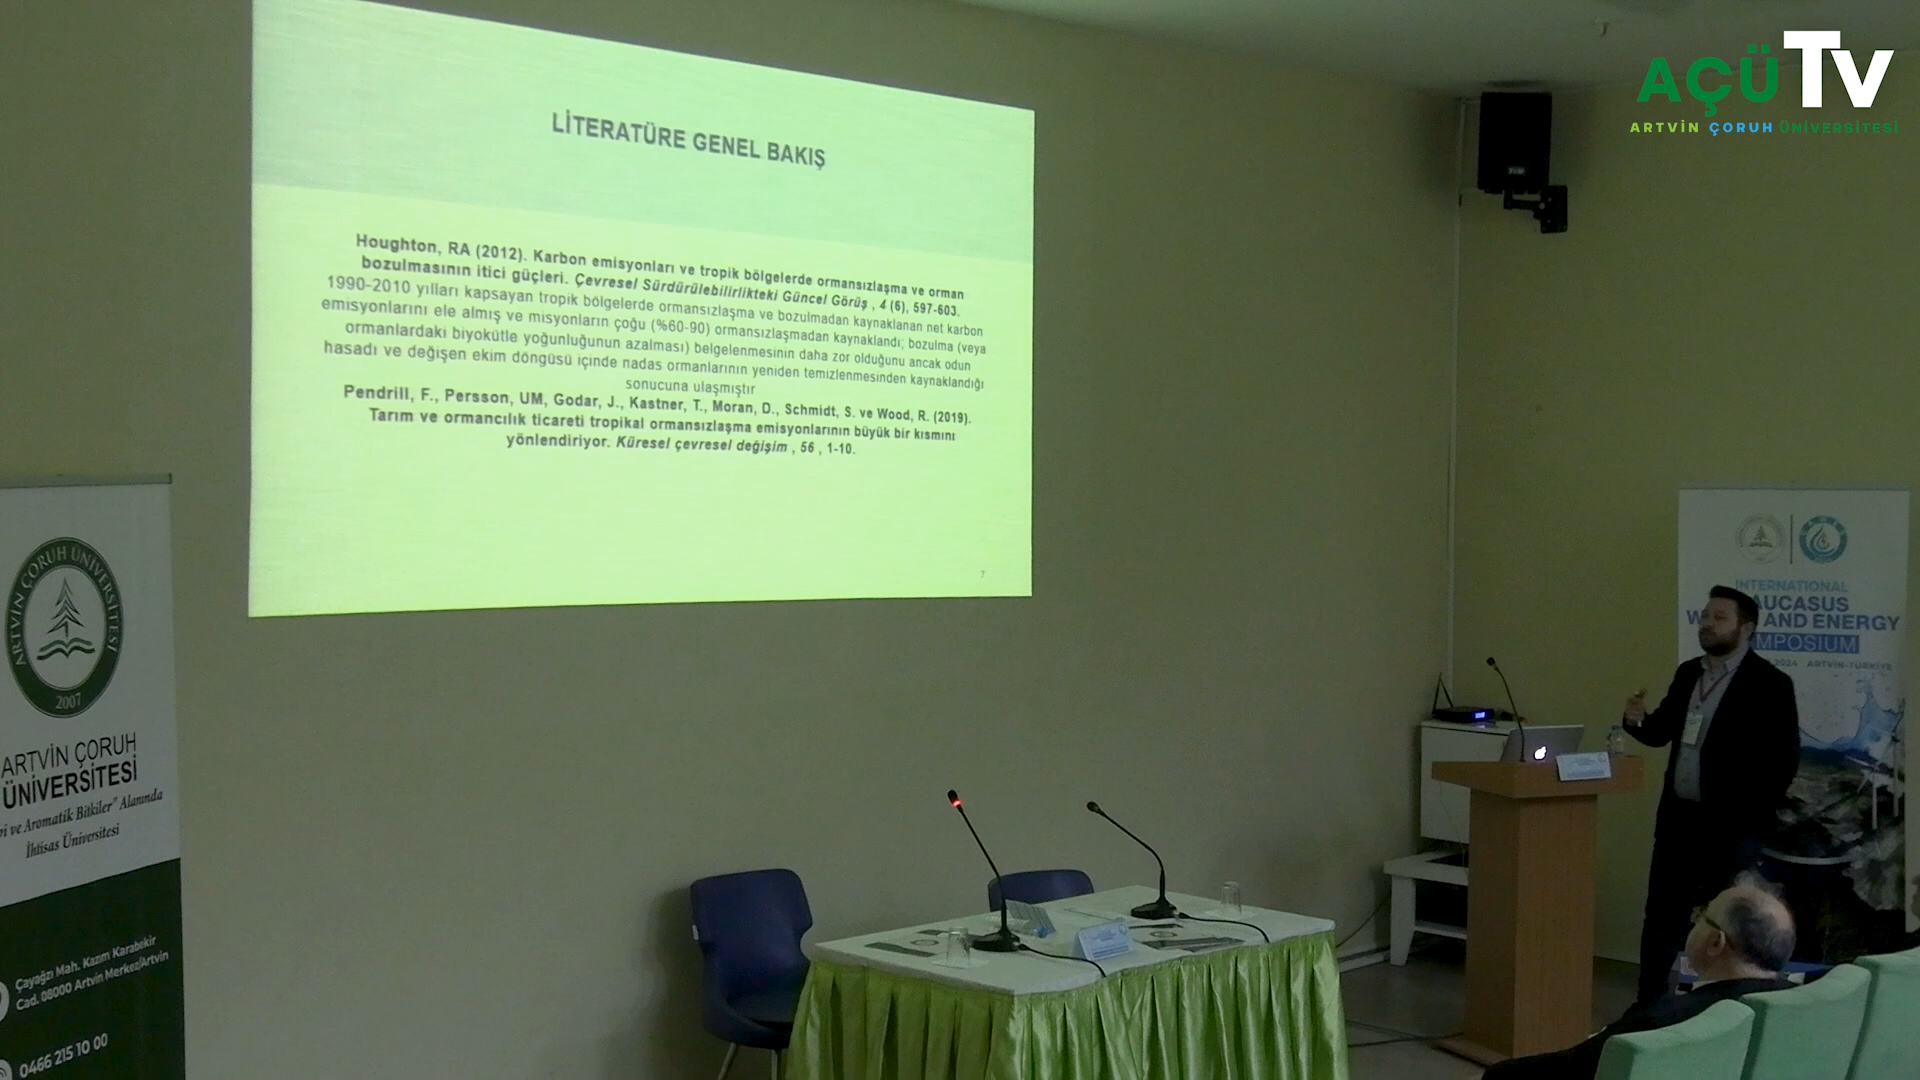 AÇÜTV
ARTVİN ÇORUH ÜNİVERSİTESİ
LİTERATÜRE GENEL BAKIŞ
Houghton, RA (2012). Karbon emisyonları ve tropik bölgelerde ormansızlaşma ve orman
bozulmasının itici güçleri. Çevresel Sürdürülebilirlikteki Güncel Görüş , 4 (6), 597-603.
1990-2010 yılları kapsayan tropik bölgelerde ormansızlaşma ve bozulmadan kaynaklanan net karbon
emisyonlarını ele almış ve misyonların çoğu (%60-90) ormansızlaşmadan kaynaklandı; bozulma (veya
ormanlardaki biyokütle yoğunluğunun azalması) belgelenmesinin daha zor olduğunu ancak odun
hasadı ve değişen ekim döngüsü içinde nadas ormanlarının yeniden temizlenmesinden kaynaklandığı
sonucuna ulaşmıştır
Pendrill, F., Persson, UM, Godar, J., Kastner, T., Moran, D., Schmidt, S. ve Wood, R. (2019).
Tarım ve ormancılık ticareti tropikal ormansızlaşma emisyonlarının büyük bir kısmını
yönlendiriyor. Küresel çevresel değişim , 56 , 1-10.
7
ARTVİN ÇORUH ÜNİVERSİTESİ
2007
ARTVİN ÇORUH
ÜNİVERSİTESİ
ve Aromatik Bitkiler" Alanında
İhtisas Üniversitesi
Çayağzı Mah. Kazım Karabekir
Cad. 08000 Artvin Merkez/Artvin
0466 215 10 00
INTERNATIONAL
AUCASUS
W AND ENERGY
MPOSIUM
2024 ARTVİN-TÜRKİYE